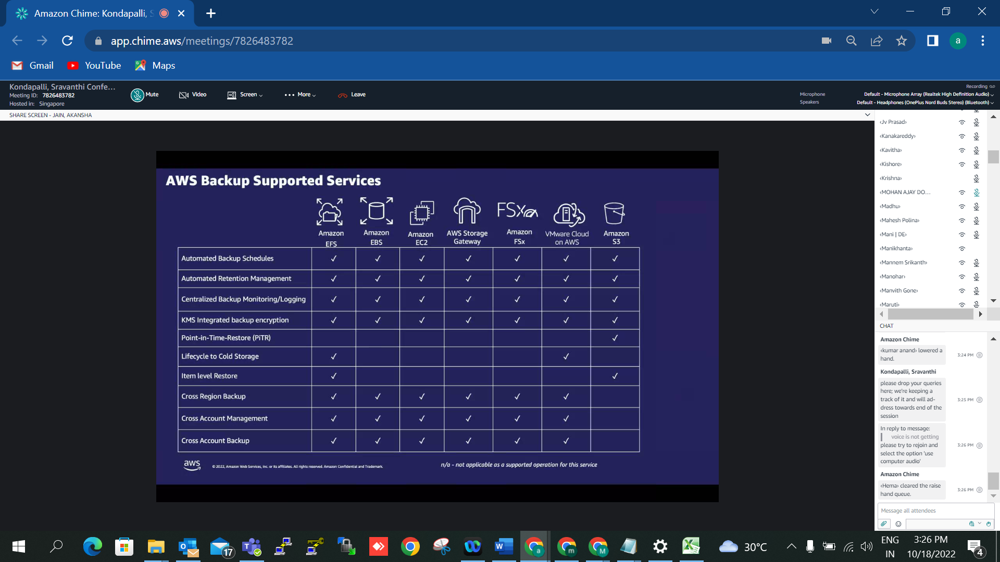 Amazon Chime: Kondapalli, S
app.chime.aws/meetings/7826483782
a
Gmail
YouTube
Maps
Kondapalli, Sravanthi Confe...
Meeting ID: 7826483782
Hosted in: Singapore
Mute
Video
Screen
More
Leave
Recording
Microphone
Default - Microphone Array (Realtek High Definition Audio)
Speakers
Default - Headphones (OnePlus Nord Buds Stereo) (Bluetooth)
SHARE SCREEN - JAIN, AKANSHA
AWS Backup Supported Services
Amazon
EFS
Amazon
EBS
Amazon
EC2
AWS Storage
Gateway
FSx
Amazon
FSx
VMware Cloud
on AWS
Amazon
S3
Automated Backup Schedules ✓ ✓ ✓ ✓ ✓ ✓ ✓
Automated Retention Management ✓ ✓ ✓ ✓ ✓ ✓ ✓
Centralized Backup Monitoring/Logging ✓ ✓ ✓ ✓ ✓ ✓ ✓
KMS Integrated backup encryption ✓ ✓ ✓ ✓ ✓ ✓ ✓
Point-in-Time-Restore (PiTR) ✓
Lifecycle to Cold Storage ✓ ✓
Item level Restore ✓ ✓
Cross Region Backup ✓ ✓ ✓ ✓ ✓ ✓
Cross Account Management ✓ ✓ ✓ ✓ ✓ ✓
Cross Account Backup ✓ ✓ ✓ ✓ ✓ ✓
aws
© 2022, Amazon Web Services, Inc. or its affiliates. All rights reserved. Amazon Confidential and Trademark.
n/a - not applicable as a supported operation for this service
‹Jv Prasad›
‹Kanakareddy›
‹Kavitha›
‹Kishore›
‹Krishna›
‹MOHAN AJAY DO...
‹Madhu›
‹Mahesh Polina›
‹Mani | DE›
‹Manikhanta›
‹Mannem Srikanth›
‹Manohar›
‹Manvith Gone›
‹Maruti›
CHAT
Amazon Chime
‹kumar anand› lowered a
hand.
3:24 PM
Kondapalli, Sravanthi
please drop your queries
here; we're keeping a
track of it and will ad-
dress towards end of the
session
3:25 PM
In reply to message:
voice is not getting
please try to rejoin and
select the option 'use
computer audio'
3:26 PM
Amazon Chime
‹Hema› cleared the raise
hand queue.
3:26 PM
Message all attendees
17
W
a
m
M
30°C
ENG
IN
3:26 PM
10/18/2022
4